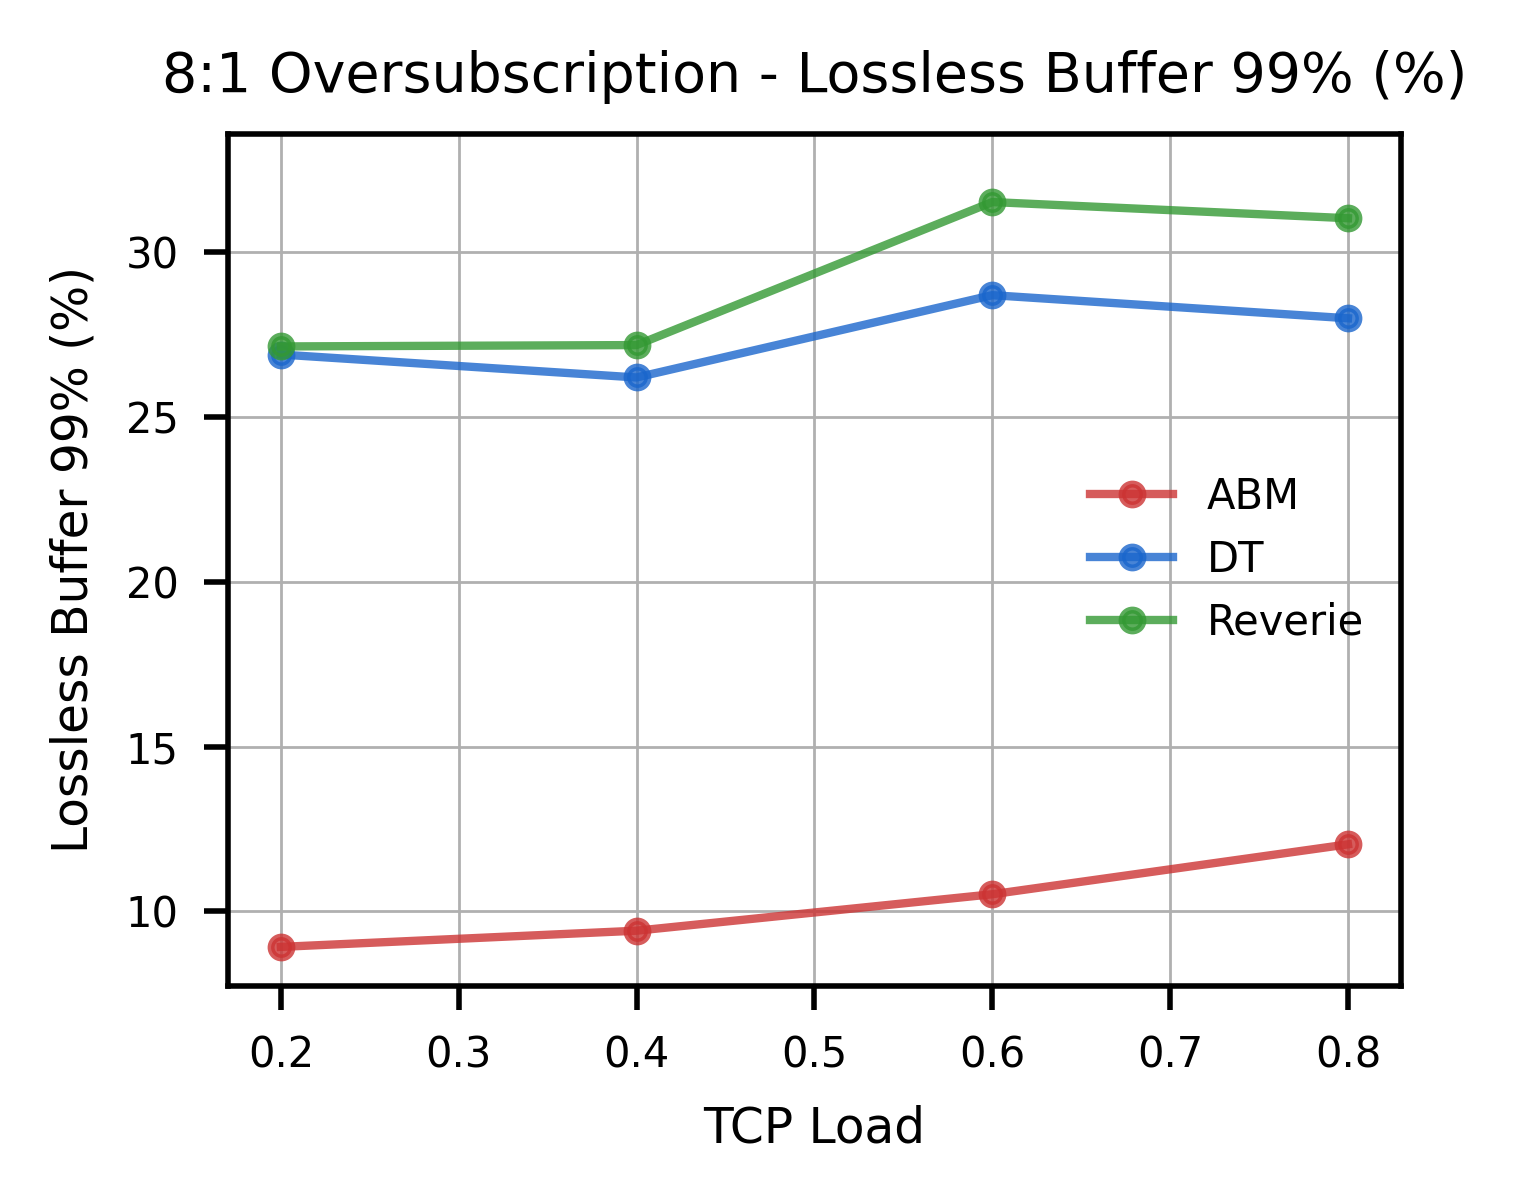 8:1 Oversubscription - Lossless Buffer 99% (%)
Lossless Buffer 99% (%)
30
25
20
15
10
ABM
DT
Reverie
0.2 0.3 0.4 0.5 0.6 0.7 0.8
TCP Load